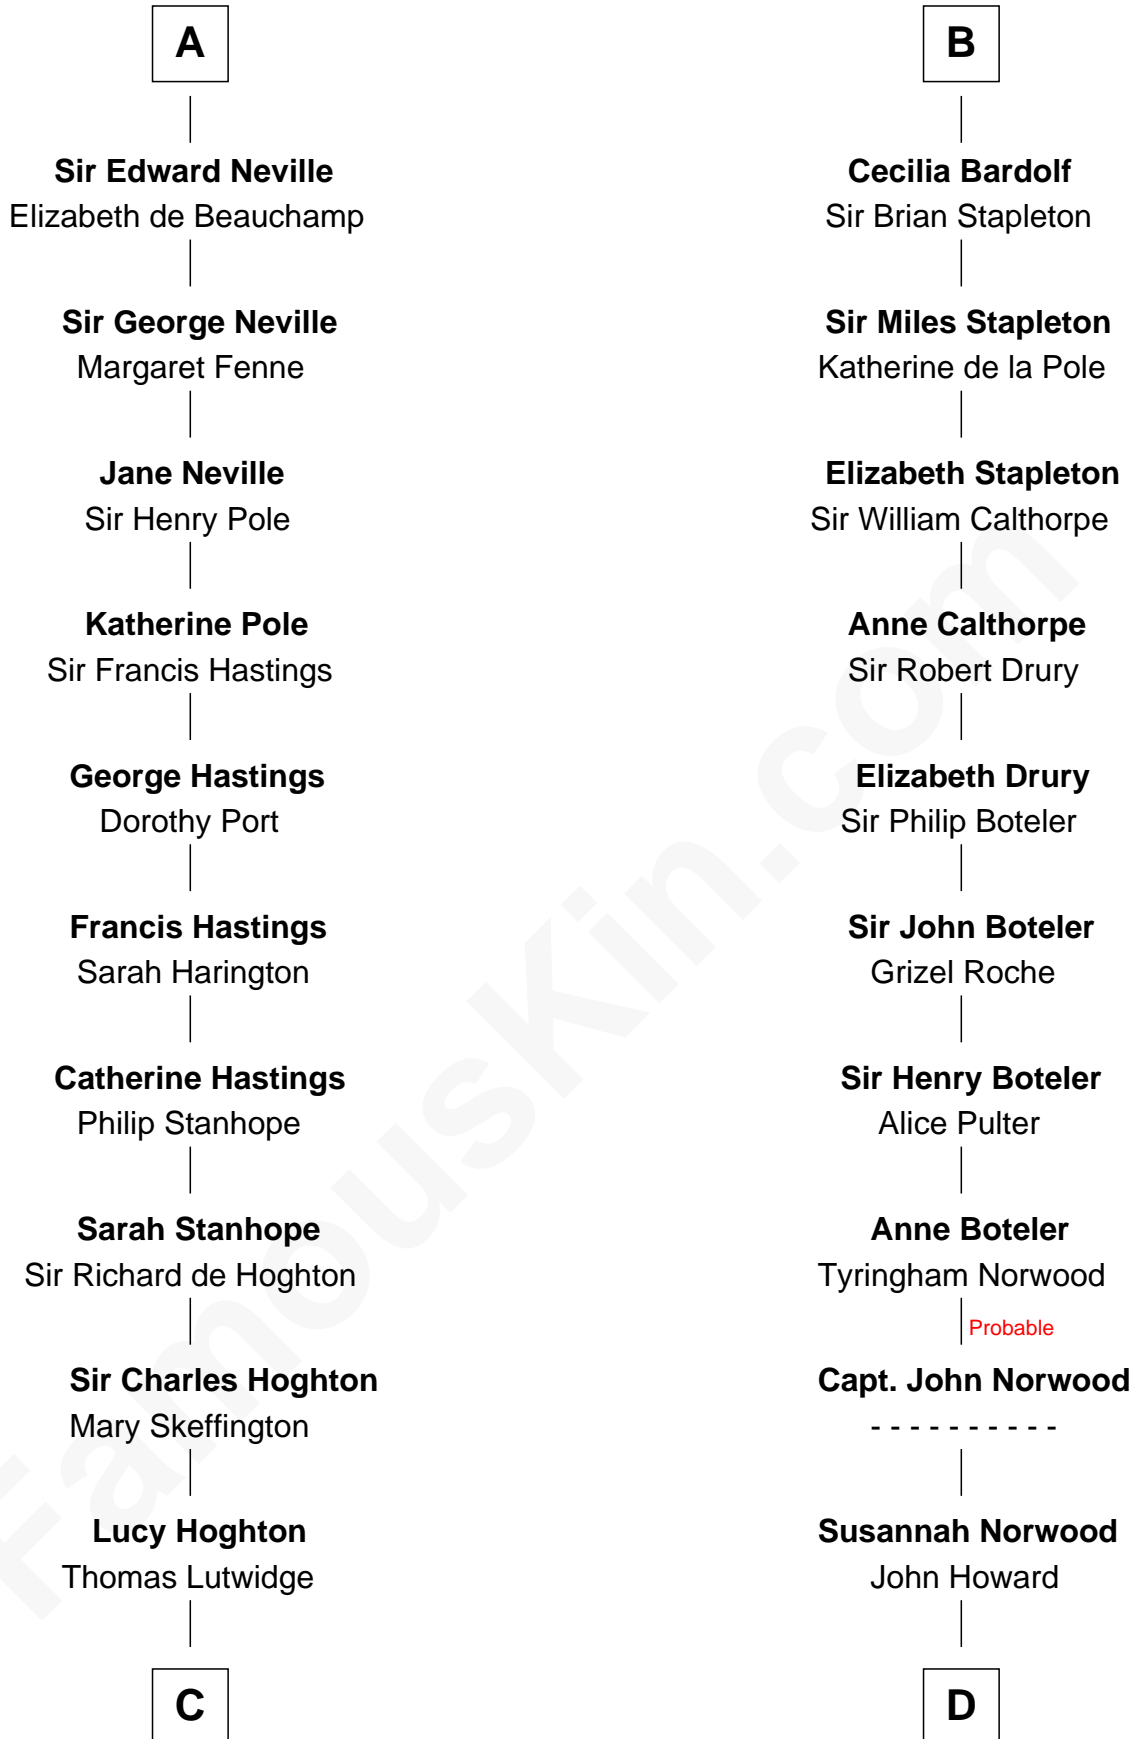 A
Sir Edward Neville
Elizabeth de Beauchamp
Sir George Neville
Margaret Fenne
Jane Neville
Sir Henry Pole
Katherine Pole
Sir Francis Hastings
George Hastings
Dorothy Port
Francis Hastings
Sarah Harington
Catherine Hastings
Philip Stanhope
Sarah Stanhope
Sir Richard de Hoghton
Sir Charles Hoghton
Mary Skeffington
Lucy Hoghton
Thomas Lutwidge
C
B
Cecilia Bardolf
Sir Brian Stapleton
Sir Miles Stapleton
Katherine de la Pole
Elizabeth Stapleton
Sir William Calthorpe
Anne Calthorpe
Sir Robert Drury
Elizabeth Drury
Sir Philip Boteler
Sir John Boteler
Grizel Roche
Sir Henry Boteler
Alice Pulter
Anne Boteler
Tyringham Norwood
Probable
Capt. John Norwood
- - - - - - - - - -
Susannah Norwood
John Howard
D
FamousKin.com